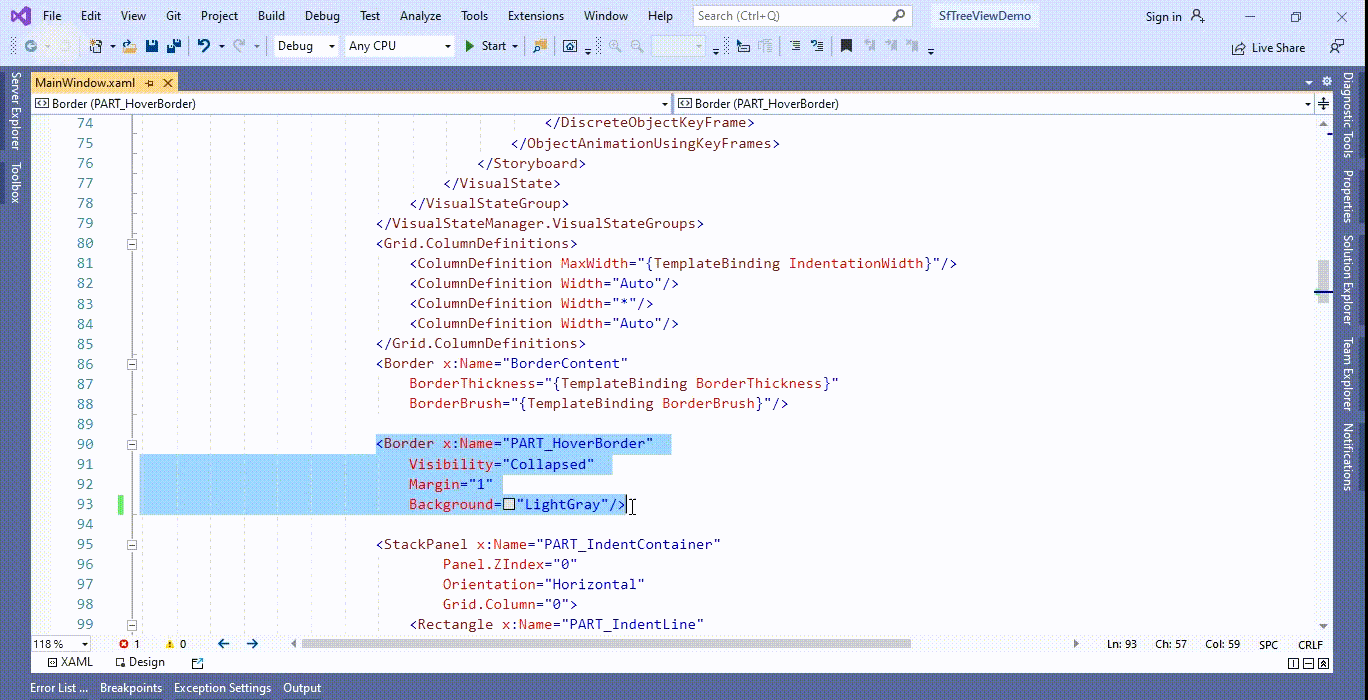 File Edit View Git Project Build Debug Test Analyze Tools Extensions Window Help Search (Ctrl+Q) SfTreeViewDemo Sign in
Debug Any CPU Start Live Share
MainWindow.xaml
Border (PART_HoverBorder) Border (PART_HoverBorder)
74 </DiscreteObjectKeyFrame>
75 </ObjectAnimationUsingKeyFrames>
76 </Storyboard>
77 </VisualState>
78 </VisualStateGroup>
79 </VisualStateManager.VisualStateGroups>
80 <Grid.ColumnDefinitions>
81 <ColumnDefinition MaxWidth="{TemplateBinding IndentationWidth}"/>
82 <ColumnDefinition Width="Auto"/>
83 <ColumnDefinition Width="*"/>
84 <ColumnDefinition Width="Auto"/>
85 </Grid.ColumnDefinitions>
86 <Border x:Name="BorderContent"
87 BorderThickness="{TemplateBinding BorderThickness}"
88 BorderBrush="{TemplateBinding BorderBrush}"/>
89
90 <Border x:Name="PART_HoverBorder"
91 Visibility="Collapsed"
92 Margin="1"
93 Background="LightGray"/>
94
95 <StackPanel x:Name="PART_IndentContainer"
96 Panel.ZIndex="0"
97 Orientation="Horizontal"
98 Grid.Column="0">
99 <Rectangle x:Name="PART_IndentLine"
Server Explorer
Toolbox
Diagnostic Tools
Properties
Solution Explorer
Team Explorer
Notifications
118 % 1 0 Ln: 93 Ch: 57 Col: 59 SPC CRLF
XAML Design
Error List ... Breakpoints Exception Settings Output